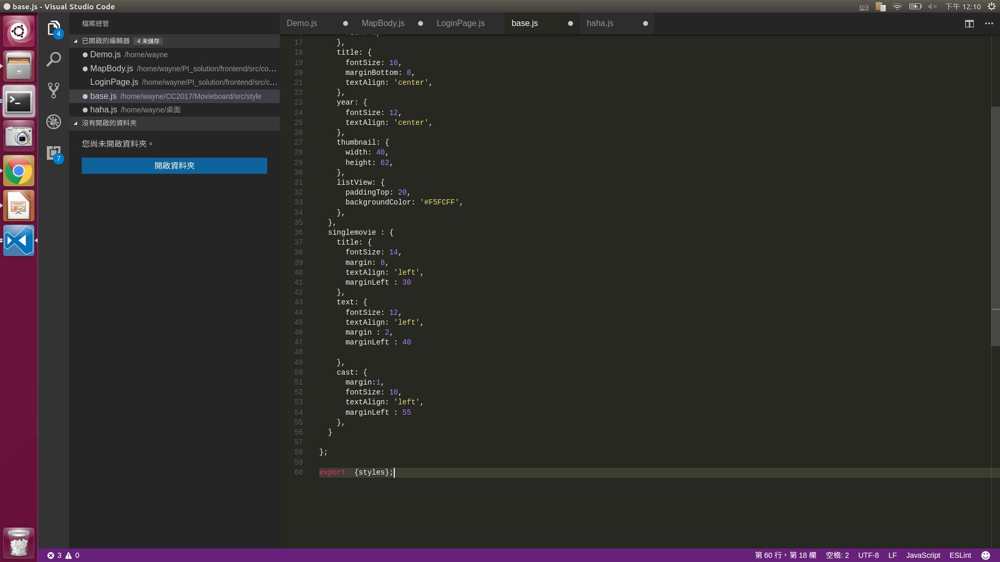 base.js - Visual Studio Code
下午 12:10
檔案總管
已開啟的編輯器 4 未儲存
Demo.js /home/wayne
MapBody.js /home/wayne/PI_solution/frontend/src/co…
LoginPage.js /home/wayne/PI_solution/frontend/src/c…
base.js /home/wayne/CC2017/Movieboard/src/style
haha.js /home/wayne/桌面
沒有開啟的資料夾
您尚未開啟資料夾。
開啟資料夾
4
7
Demo.js
MapBody.js
LoginPage.js
base.js
haha.js
17 },
18 title: {
19 fontSize: 16,
20 marginBottom: 8,
21 textAlign: 'center',
22 },
23 year: {
24 fontSize: 12,
25 textAlign: 'center',
26 },
27 thumbnail: {
28 width: 40,
29 height: 62,
30 },
31 listView: {
32 paddingTop: 20,
33 backgroundColor: '#F5FCFF',
34 },
35 },
36 singlemovie : {
37 title: {
38 fontSize: 14,
39 margin: 8,
40 textAlign: 'left',
41 marginLeft : 30
42 },
43 text: {
44 fontSize: 12,
45 textAlign: 'left',
46 margin : 2,
47 marginLeft : 40
48
49 },
50 cast: {
51 margin:1,
52 fontSize: 10,
53 textAlign: 'left',
54 marginLeft : 55
55 },
56 }
57
58 };
59
60 export  {styles};
3 0
第 60 行，第 18 欄 空格: 2 UTF-8 LF JavaScript ESLint